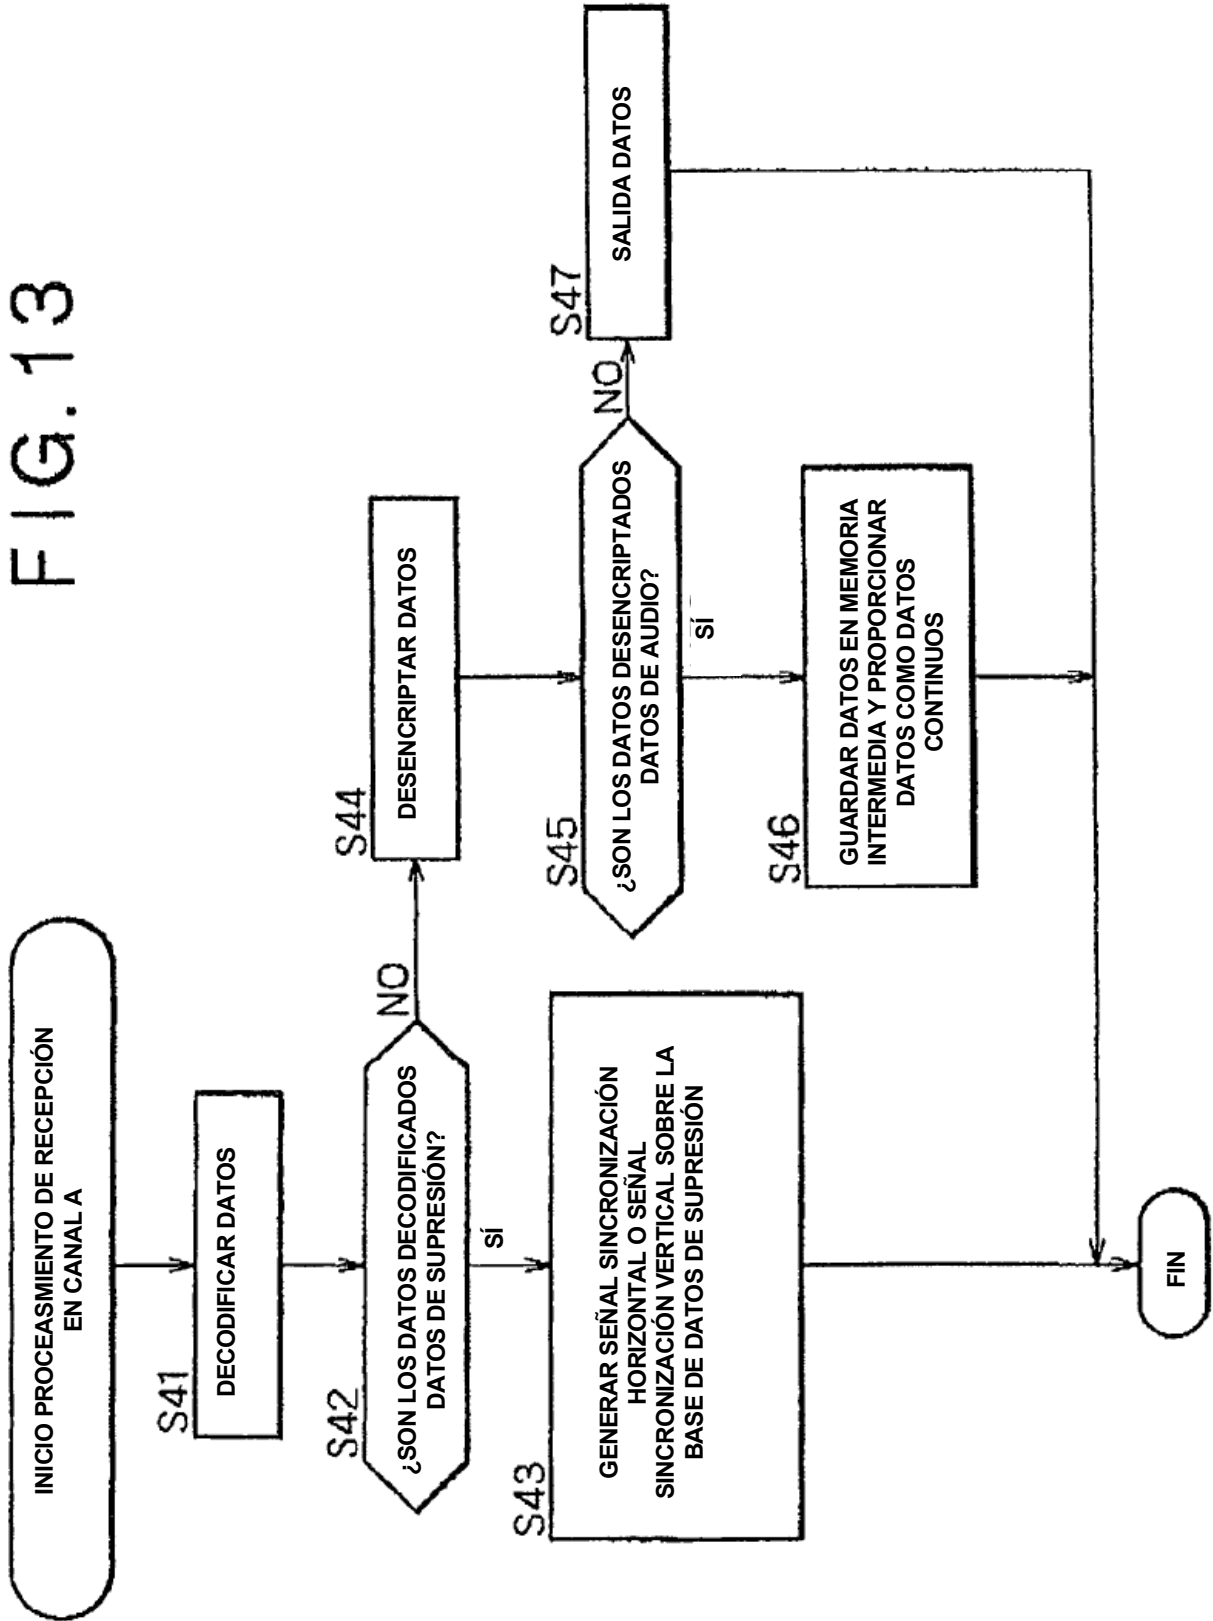 FIG. 13
INICIO PROCEASMIENTO DE RECEPCIÓN
EN CANAL A
S41
DECODIFICAR DATOS
S42
¿SON LOS DATOS DECODIFICADOS
DATOS DE SUPRESIÓN?
NO
SÍ
S43
GENERAR SEÑAL SINCRONIZACIÓN
HORIZONTAL O SEÑAL
SINCRONIZACIÓN VERTICAL SOBRE LA
BASE DE DATOS DE SUPRESIÓN
S44
DESENCRIPTAR DATOS
S45
¿SON LOS DATOS DESENCRIPTADOS
DATOS DE AUDIO?
NO
SÍ
S46
GUARDAR DATOS EN MEMORIA
INTERMEDIA Y PROPORCIONAR
DATOS COMO DATOS
CONTINUOS
S47
SALIDA DATOS
FIN